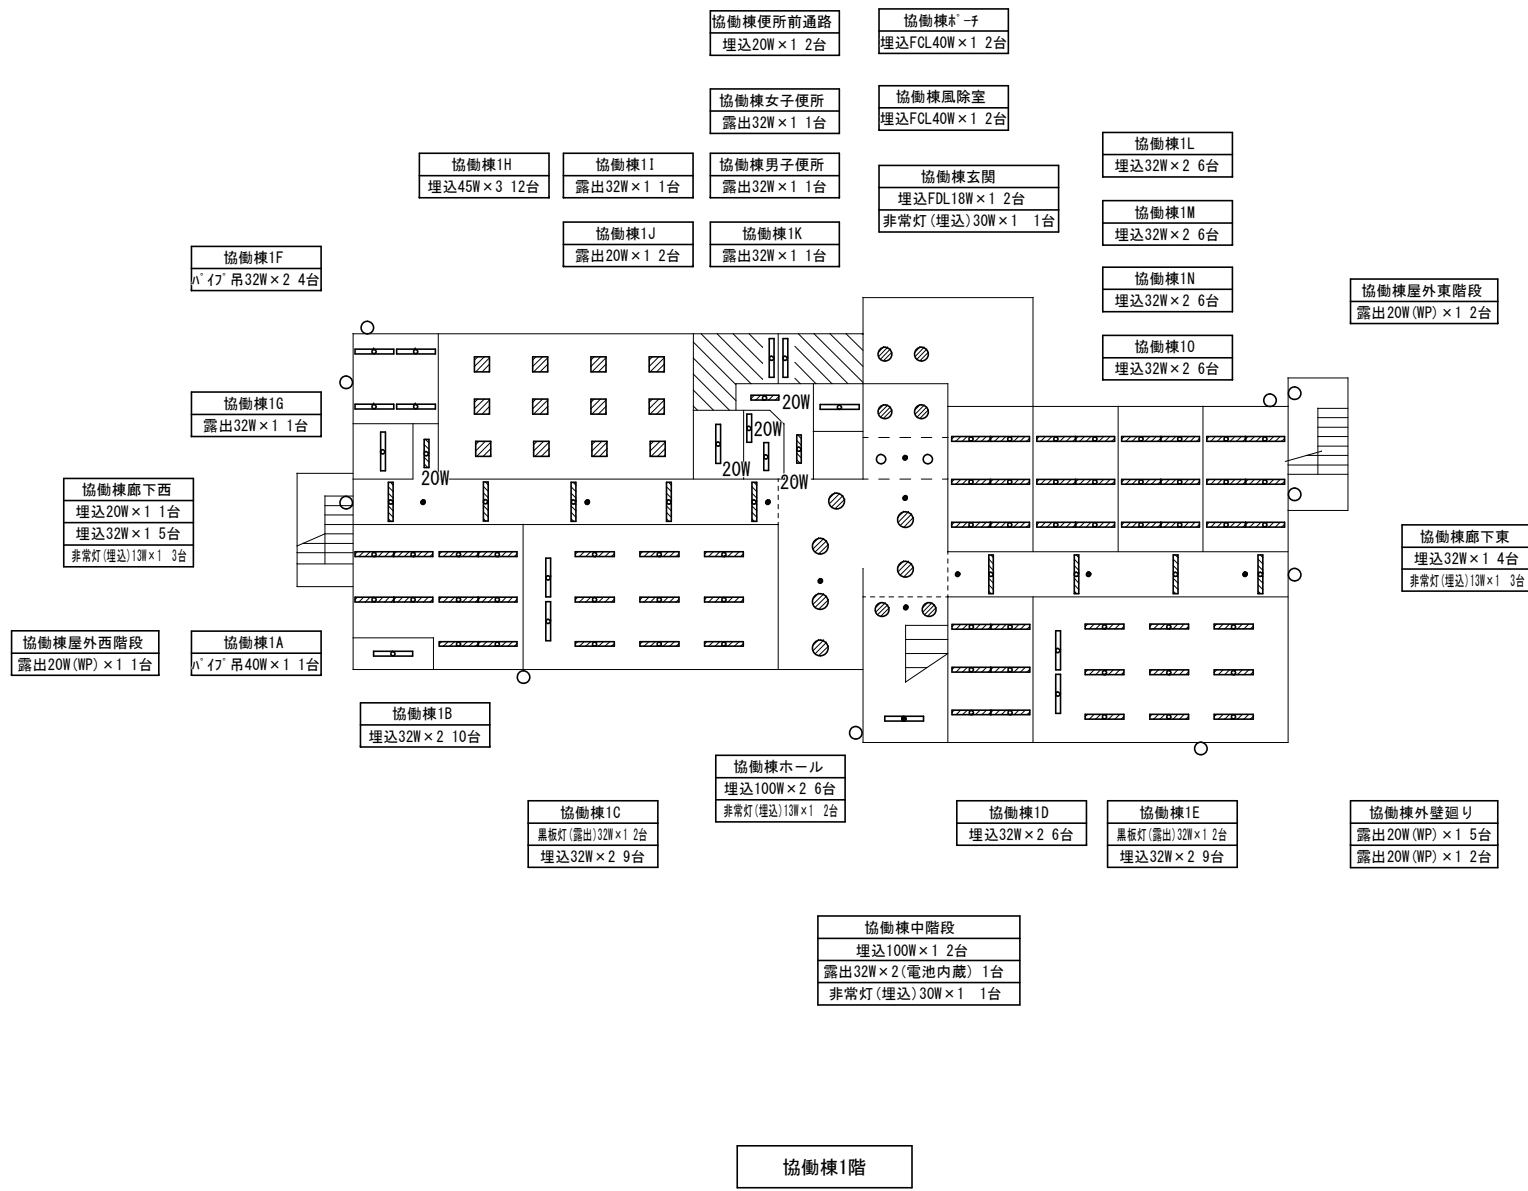 協働棟便所前通路
埋込20W×1 2台
協働棟ﾎﾟｰﾁ
埋込FCL40W×1 2台
協働棟女子便所
露出32W×1 1台
協働棟風除室
埋込FCL40W×1 2台
協働棟1H
埋込45W×3 12台
協働棟1I
露出32W×1 1台
協働棟男子便所
露出32W×1 1台
協働棟玄関
埋込FDL18W×1 2台
非常灯(埋込)30W×1 1台
協働棟1L
埋込32W×2 6台
協働棟1J
露出20W×1 2台
協働棟1K
露出32W×1 1台
協働棟1M
埋込32W×2 6台
協働棟1F
ﾊﾟｲﾌﾟ吊32W×2 4台
協働棟1N
埋込32W×2 6台
協働棟屋外東階段
露出20W(WP)×1 2台
協働棟1O
埋込32W×2 6台
協働棟1G
露出32W×1 1台
20W
20W
20W
20W
20W
協働棟廊下西
埋込20W×1 1台
埋込32W×1 5台
非常灯(埋込)13W×1 3台
協働棟廊下東
埋込32W×1 4台
非常灯(埋込)13W×1 3台
協働棟屋外西階段
露出20W(WP)×1 1台
協働棟1A
ﾊﾟｲﾌﾟ吊40W×1 1台
協働棟1B
埋込32W×2 10台
協働棟ホール
埋込100W×2 6台
非常灯(埋込)13W×1 2台
協働棟1C
黒板灯(露出)32W×1 2台
埋込32W×2 9台
協働棟1D
埋込32W×2 6台
協働棟1E
黒板灯(露出)32W×1 2台
埋込32W×2 9台
協働棟外壁廻り
露出20W(WP)×1 5台
露出20W(WP)×1 2台
協働棟中階段
埋込100W×1 2台
露出32W×2(電池内蔵) 1台
非常灯(埋込)30W×1 1台
協働棟1階